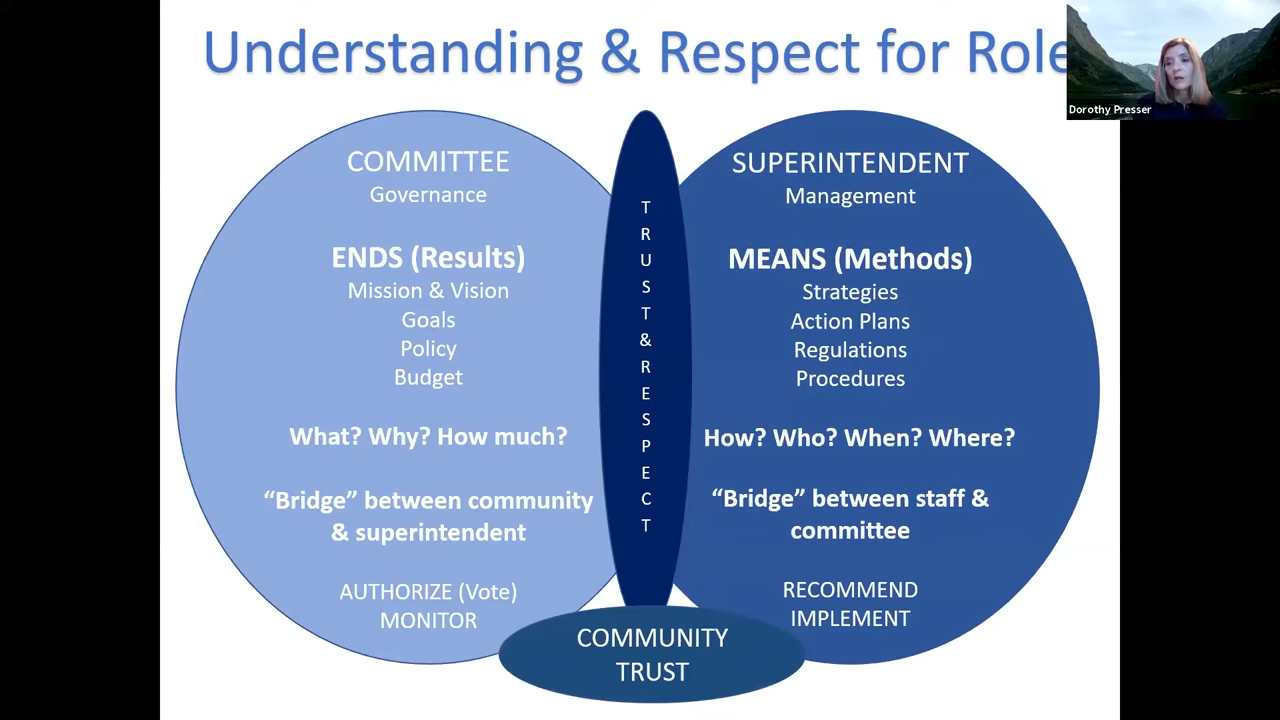 Understanding & Respect for Role
Dorothy Presser
COMMITTEE
Governance
ENDS (Results)
Mission & Vision
Goals
Policy
Budget
What? Why? How much?
“Bridge” between community
& superintendent
AUTHORIZE (Vote)
MONITOR
TRUST&RESPECT
SUPERINTENDENT
Management
MEANS (Methods)
Strategies
Action Plans
Regulations
Procedures
How? Who? When? Where?
“Bridge” between staff &
committee
RECOMMEND
IMPLEMENT
COMMUNITY
TRUST